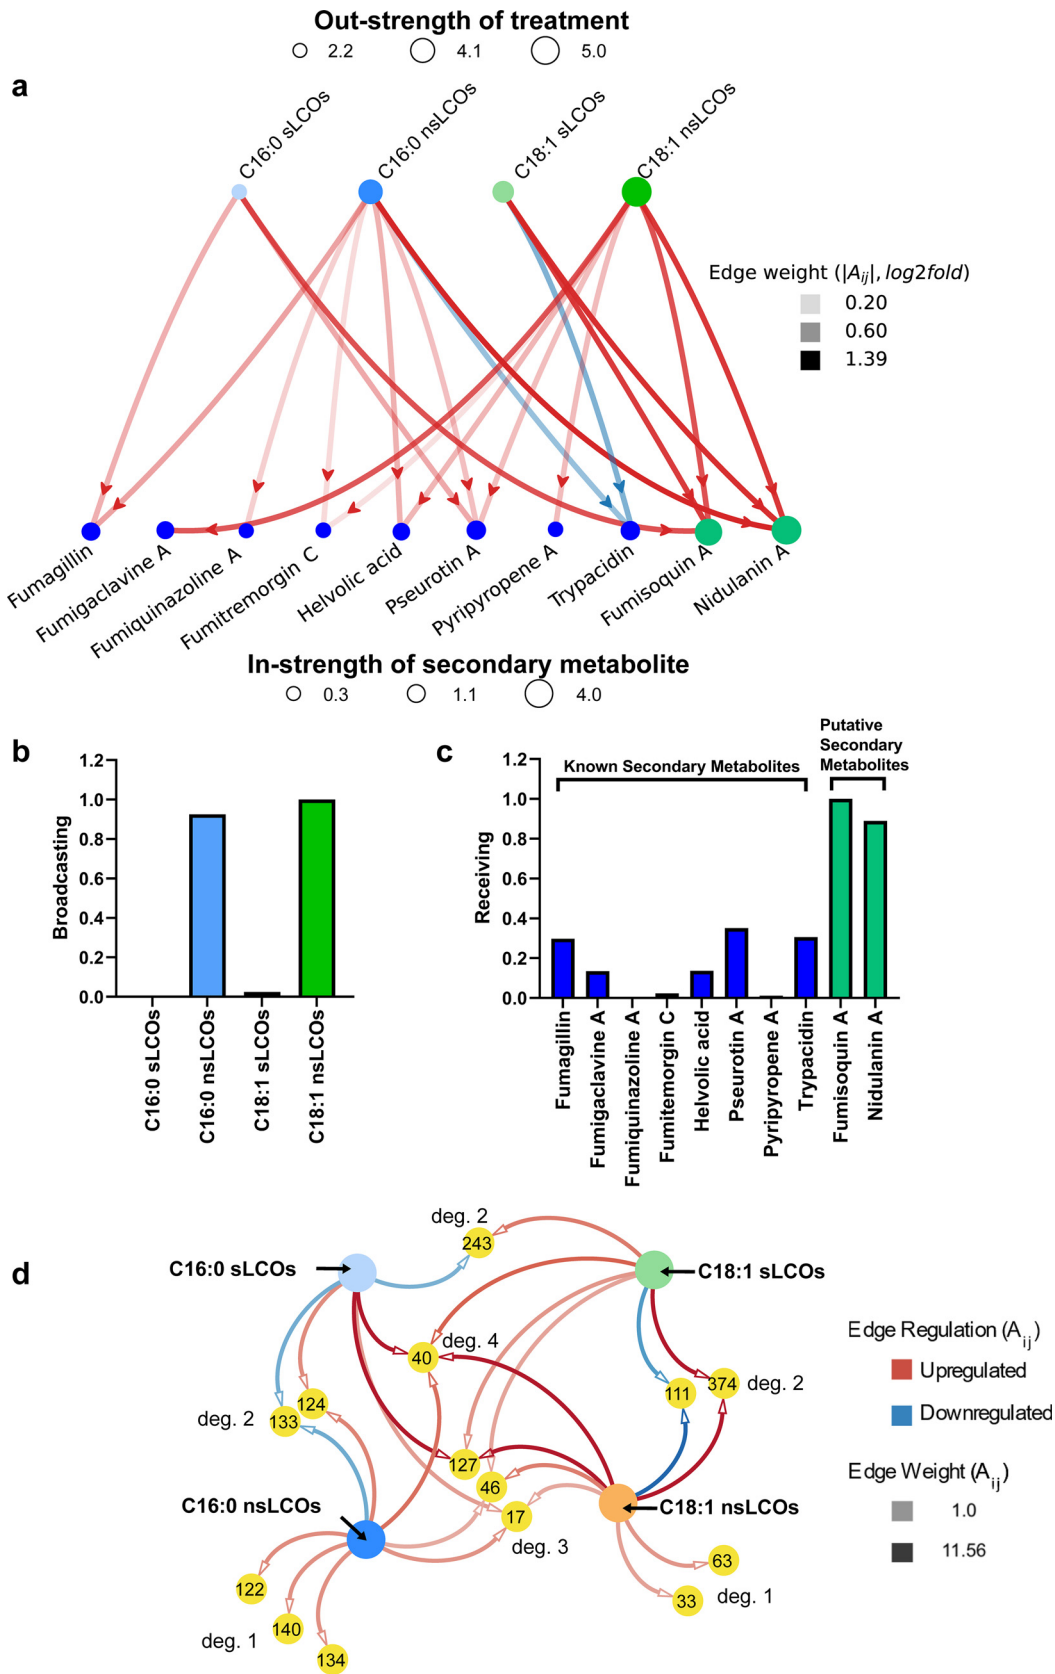 Out-strength of treatment
2.2 4.1 5.0
a
C16:0 sLCOs
C16:0 nsLCOs
C18:1 sLCOs
C18:1 nsLCOs
Edge weight (|Aij|, log2fold)
0.20
0.60
1.39
Fumagillin
Fumigaclavine A
Fumiquinazoline A
Fumitremorgin C
Helvolic acid
Pseurotin A
Pyripyropene A
Trypacidin
Fumisoquin A
Nidulanin A
In-strength of secondary metabolite
0.3 1.1 4.0
b
Broadcasting
1.2
1.0
0.8
0.6
0.4
0.2
0.0
C16:0 sLCOs
C16:0 nsLCOs
C18:1 sLCOs
C18:1 nsLCOs
c
Putative
Secondary
Metabolites
Known Secondary Metabolites
Receiving
1.2
1.0
0.8
0.6
0.4
0.2
0.0
Fumagillin
Fumigaclavine A
Fumiquinazoline A
Fumitemorgin C
Helvolic acid
Pseurotin A
Pyripyropene A
Trypacidin
Fumisoquin A
Nidulanin A
d
deg. 2
243
C16:0 sLCOs
C18:1 sLCOs
deg. 4
40
111
374
deg. 2
deg. 2
124
133
127
46
17
deg. 3
C16:0 nsLCOs
C18:1 nsLCOs
122
140
134
deg. 1
63
33
deg. 1
Edge Regulation (Aij)
Upregulated
Downregulated
Edge Weight (Aij)
1.0
11.56